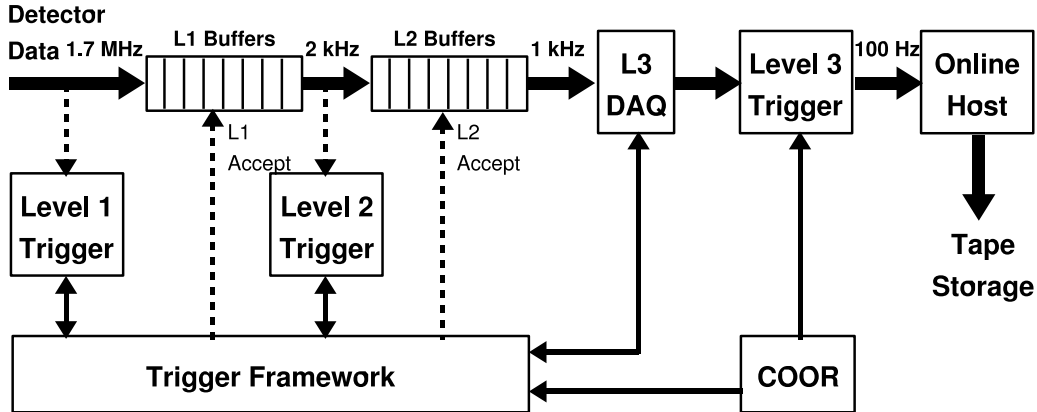 Detector
Data 1.7 MHz
L1 Buffers
2 kHz
L2 Buffers
1 kHz
L3
DAQ
Level 3
Trigger
100 Hz
Online
Host
L1
Accept
L2
Accept
Level 1
Trigger
Level 2
Trigger
Tape
Storage
Trigger Framework
COOR